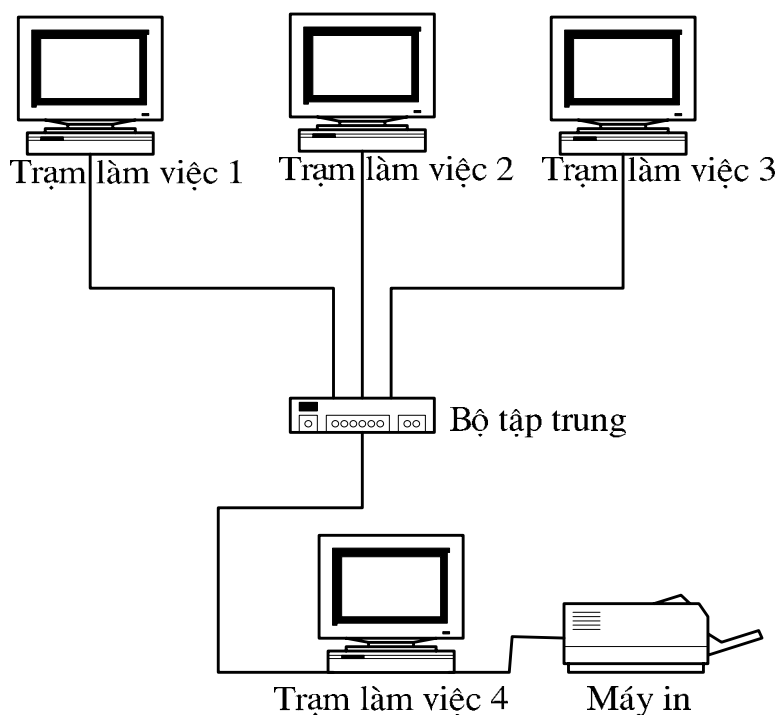 Trạm làm việc 1
Trạm làm việc 2
Trạm làm việc 3
Bộ tập trung
Trạm làm việc 4
Máy in